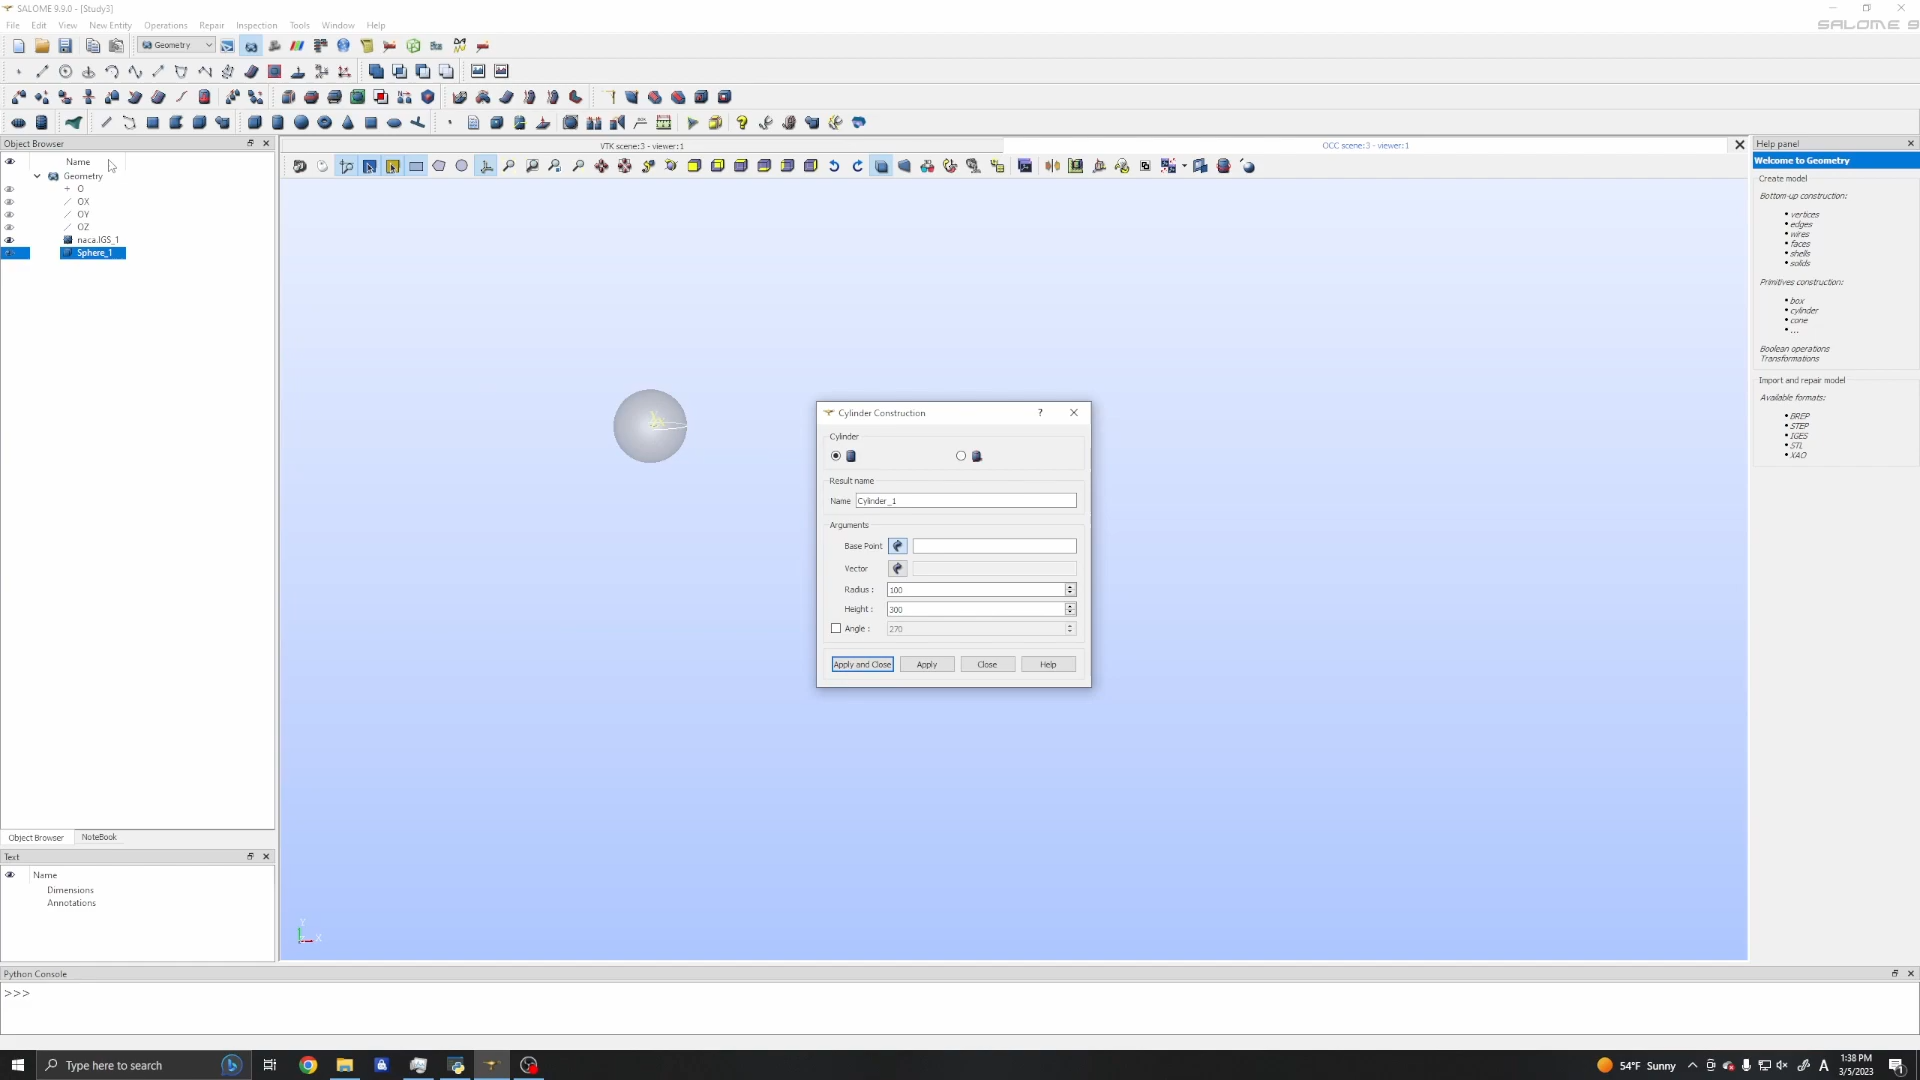 SALOME 9.9.0 - [Study3]
File Edit View New Entity Operations Repair Inspection Tools Window Help
SALOME 9
Geometry
Object Browser
Name
Geometry
O
OX
OY
OZ
naca.IGS_1
Sphere_1
Object Browser NoteBook
Text
Name
Dimensions
Annotations
VTK scene:3 - viewer:1
OCC scene:3 - viewer:1
Cylinder Construction
Cylinder
Result name
Name Cylinder_1
Arguments
Base Point
Vector
Radius : 100
Height : 300
Angle : 270
Apply and Close Apply Close Help
Help panel
Welcome to Geometry
Create model
Bottom-up construction:
vertices
edges
wires
faces
shells
solids
Primitives construction:
box
cylinder
cone
...
Boolean operations
Transformations
Import and repair model
Available formats:
BREP
STEP
IGES
STL
XAO
Python Console
>>>
Type here to search
54°F Sunny
A
1:38 PM
3/5/2023